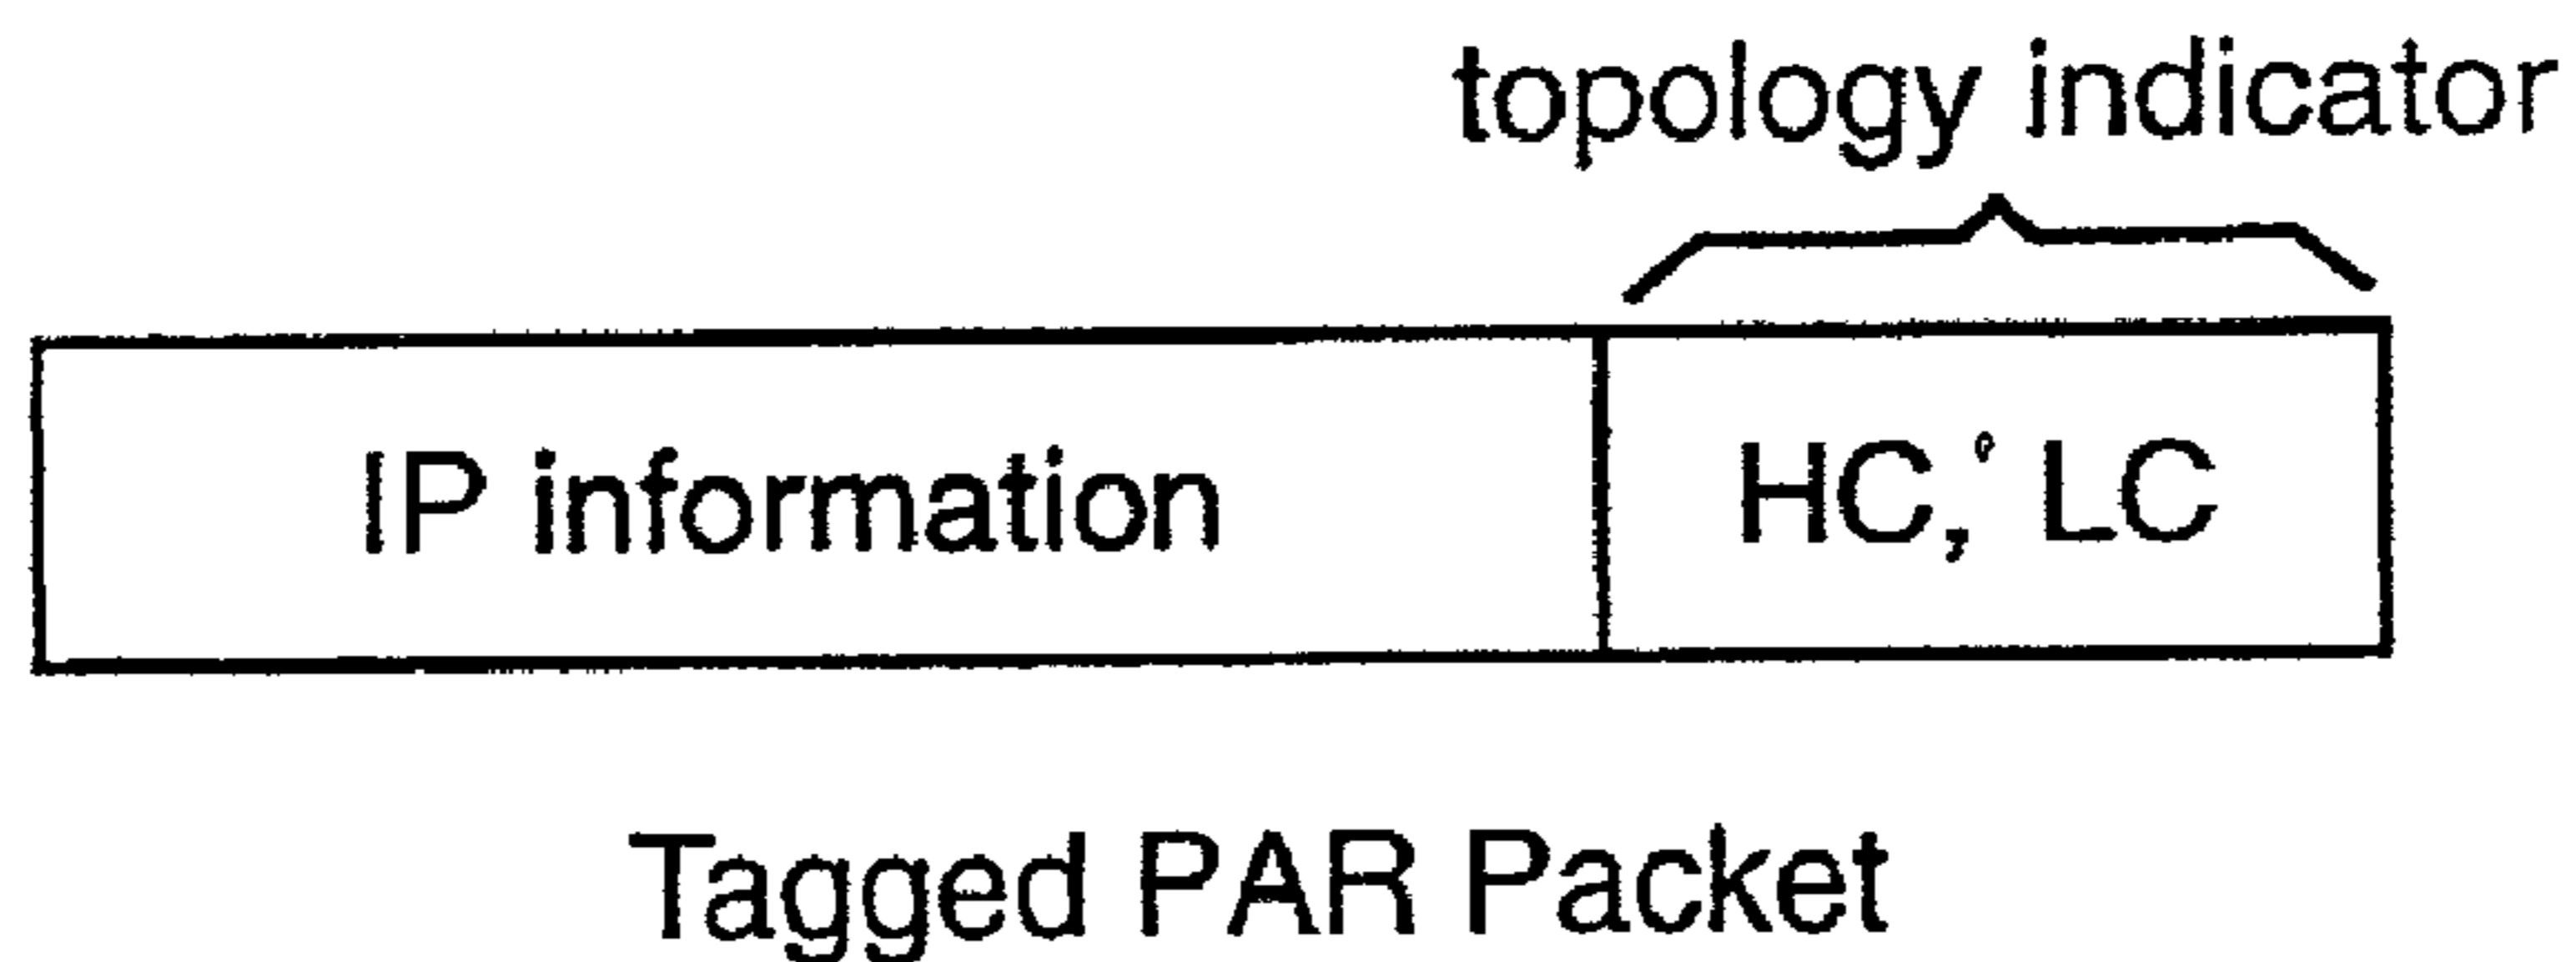 topology indicator
IP information HC, LC
Tagged PAR Packet